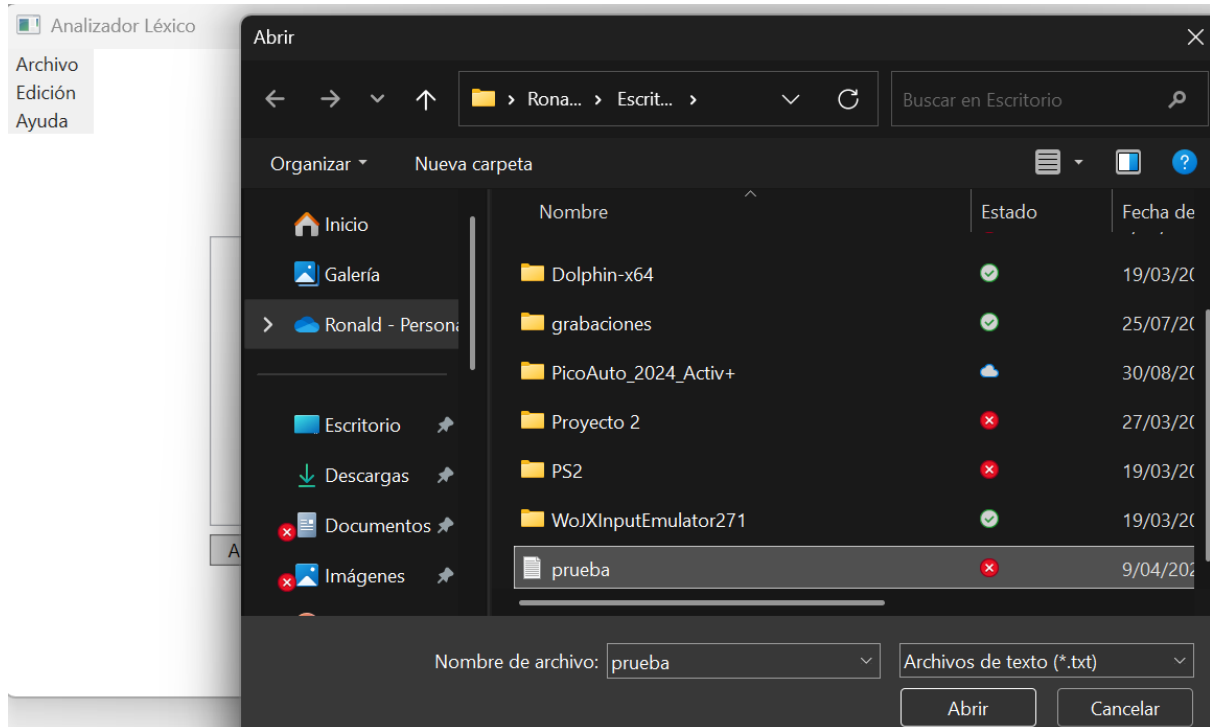 Analizador Léxico
Archivo
Edición
Ayuda
Abrir
Rona... > Escrit... >
Buscar en Escritorio
Organizar
Nueva carpeta
Inicio
Galería
Ronald - Persona
Escritorio
Descargas
Documentos
Imágenes
Nombre Estado Fecha de
Dolphin-x64 19/03/20
grabaciones 25/07/20
PicoAuto_2024_Activ+ 30/08/20
Proyecto 2 27/03/20
PS2 19/03/20
WoJXInputEmulator271 19/03/20
prueba 9/04/202
A
Nombre de archivo: prueba Archivos de texto (*.txt)
Abrir Cancelar